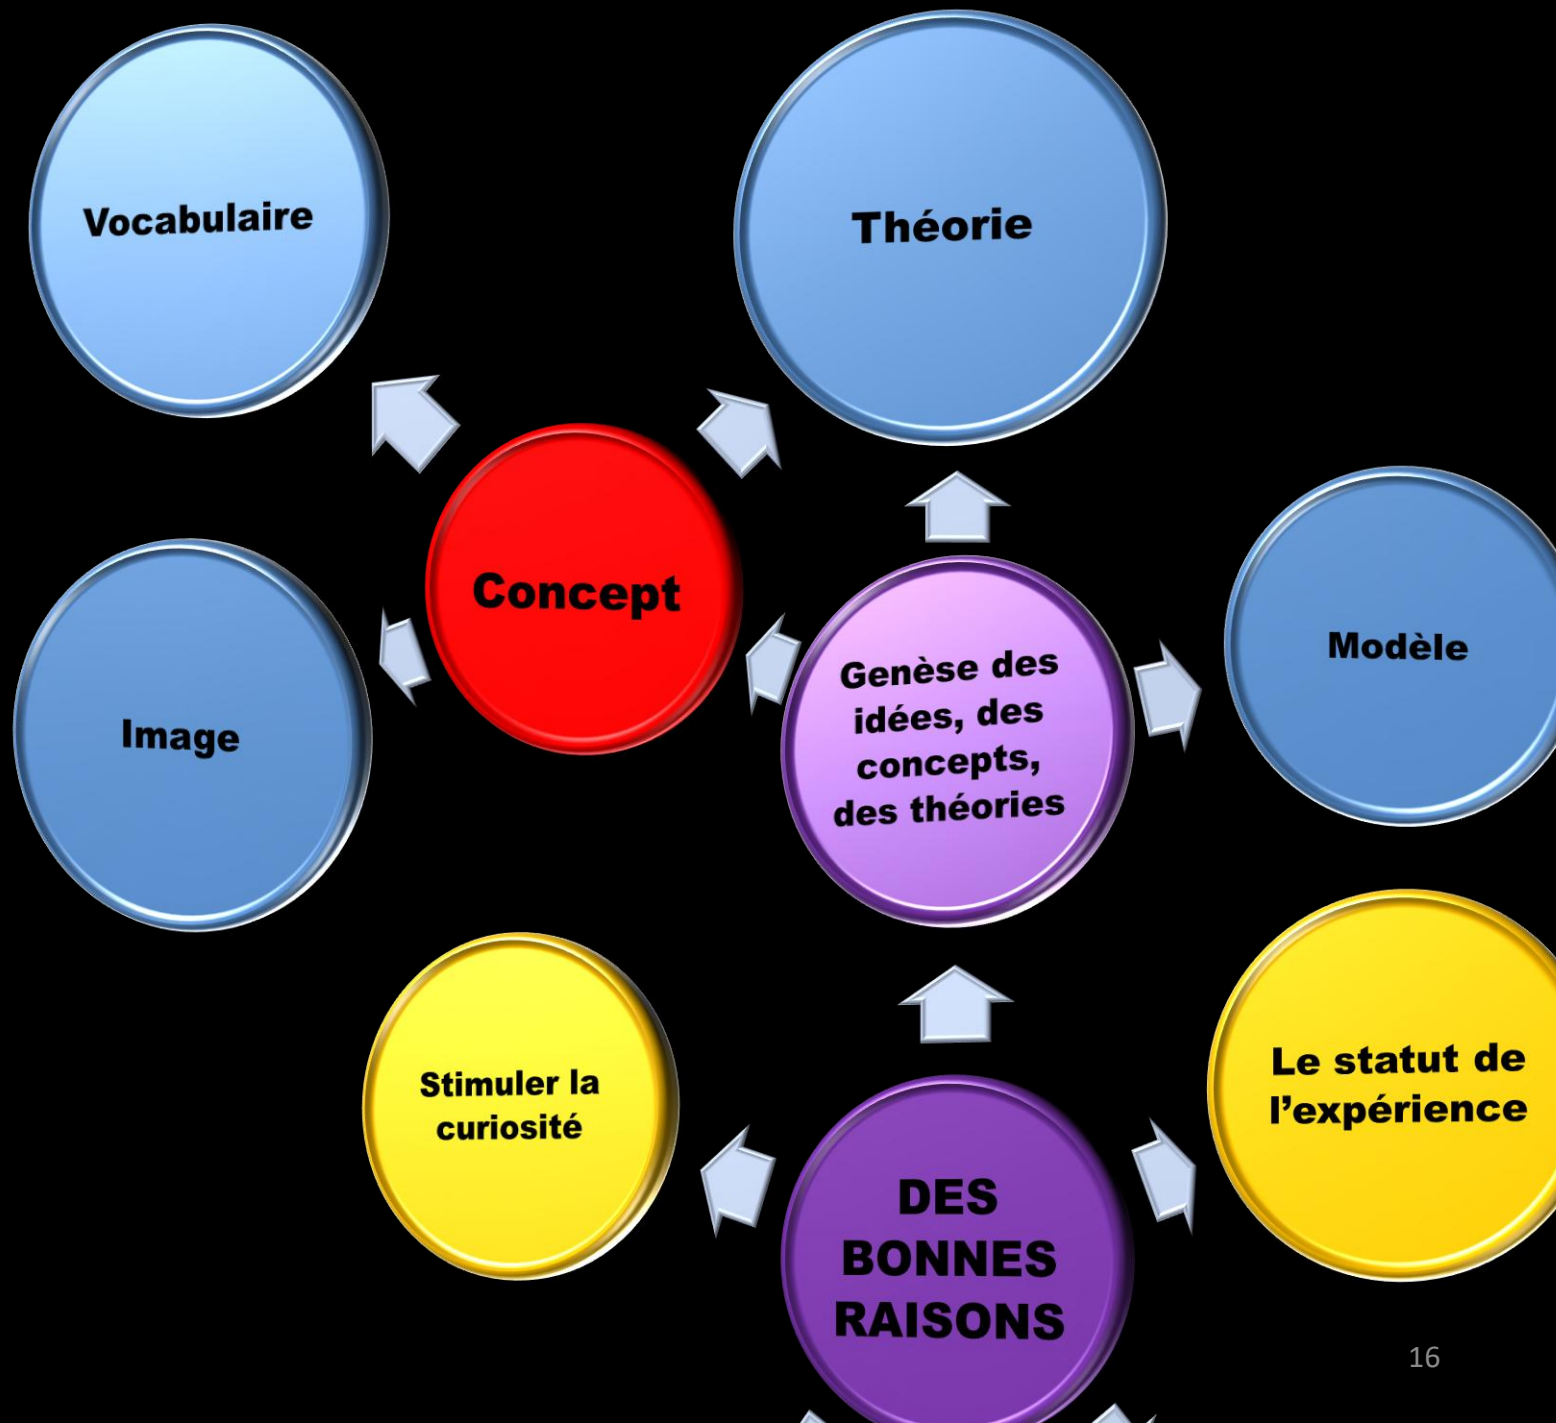 Vocabulaire
Théorie
Concept
Image
Genèse des
idées, des
concepts,
des théories
Modèle
Stimuler la
curiosité
Le statut de
l’expérience
DES
BONNES
RAISONS
16